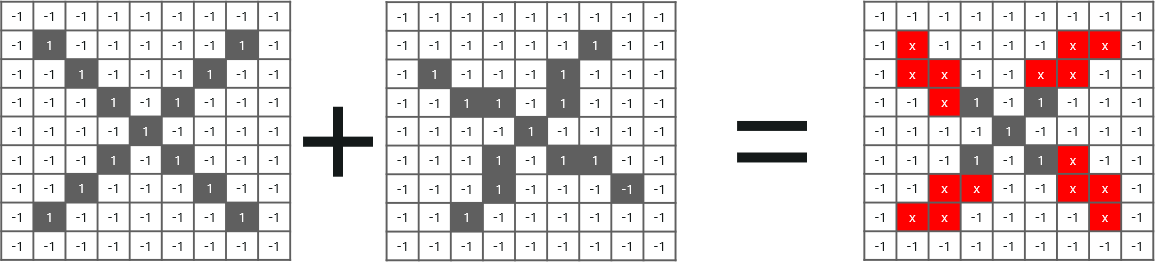 -1 -1 -1 -1 -1 -1 -1 -1 -1
-1 1 -1 -1 -1 -1 -1 1 -1
-1 -1 1 -1 -1 -1 1 -1 -1
-1 -1 -1 1 -1 1 -1 -1 -1
-1 -1 -1 -1 1 -1 -1 -1 -1
-1 -1 -1 1 -1 1 -1 -1 -1
-1 -1 1 -1 -1 -1 1 -1 -1
-1 1 -1 -1 -1 -1 -1 1 -1
-1 -1 -1 -1 -1 -1 -1 -1 -1
+
-1 -1 -1 -1 -1 -1 -1 -1 -1
-1 -1 -1 -1 -1 -1 1 -1 -1
-1 1 -1 -1 -1 1 -1 -1 -1
-1 -1 1 1 -1 1 -1 -1 -1
-1 -1 -1 -1 1 -1 -1 -1 -1
-1 -1 -1 1 -1 1 1 -1 -1
-1 -1 -1 1 -1 -1 -1 -1 -1
-1 -1 1 -1 -1 -1 -1 -1 -1
-1 -1 -1 -1 -1 -1 -1 -1 -1
=
-1 -1 -1 -1 -1 -1 -1 -1 -1
-1 x -1 -1 -1 -1 x x -1
-1 x x -1 -1 x x -1 -1
-1 -1 x 1 -1 1 -1 -1 -1
-1 -1 -1 -1 1 -1 -1 -1 -1
-1 -1 -1 1 -1 1 x -1 -1
-1 -1 x x -1 -1 x x -1
-1 x x -1 -1 -1 -1 x -1
-1 -1 -1 -1 -1 -1 -1 -1 -1